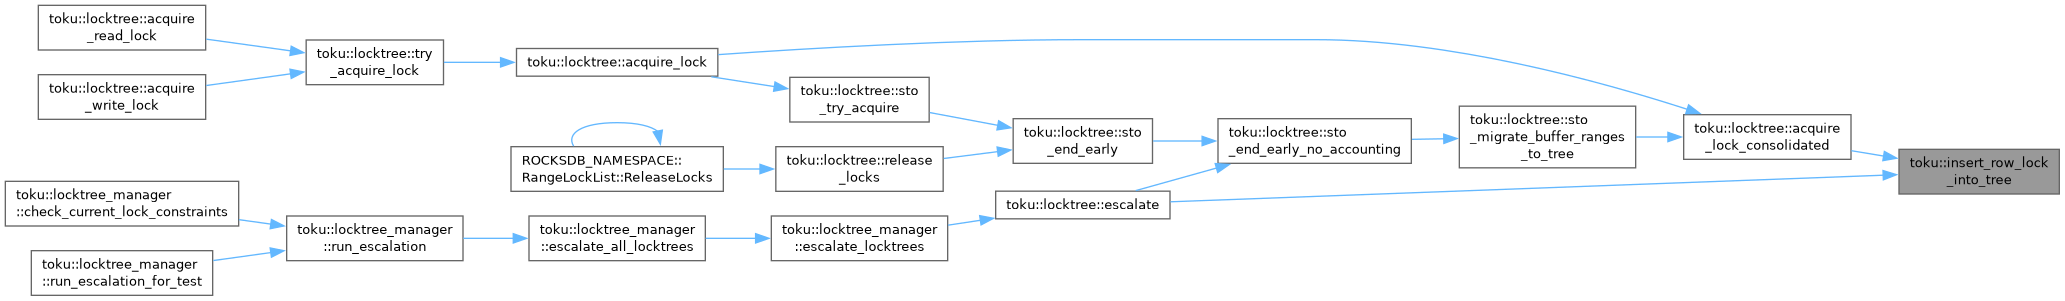 toku::locktree::acquire
_read_lock
toku::locktree::acquire
_write_lock
toku::locktree::try
_acquire_lock
toku::locktree::acquire_lock
toku::locktree::sto
_try_acquire
ROCKSDB_NAMESPACE::
RangeLockList::ReleaseLocks
toku::locktree::release
_locks
toku::locktree::sto
_end_early
toku::locktree::sto
_end_early_no_accounting
toku::locktree::sto
_migrate_buffer_ranges
_to_tree
toku::locktree::acquire
_lock_consolidated
toku::insert_row_lock
_into_tree
toku::locktree::escalate
toku::locktree_manager
::escalate_locktrees
toku::locktree_manager
::escalate_all_locktrees
toku::locktree_manager
::run_escalation
toku::locktree_manager
::check_current_lock_constraints
toku::locktree_manager
::run_escalation_for_test